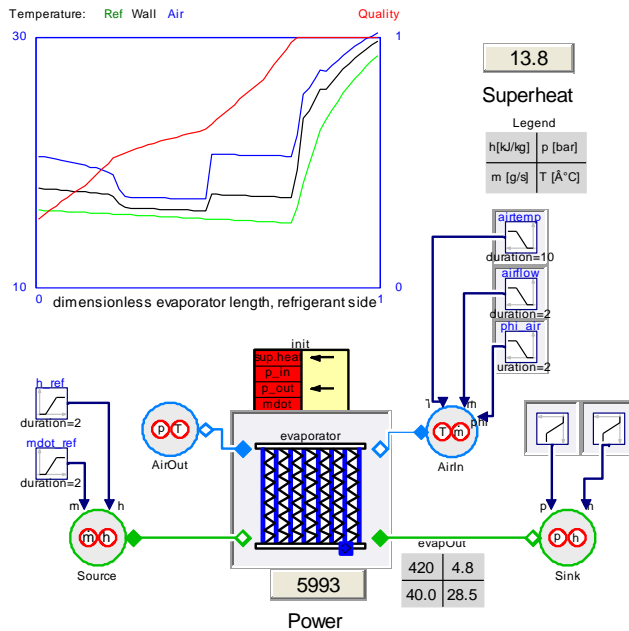 Temperature: Ref Wall Air Quality
30
1
10
0
0
dimensionless evaporator length, refrigerant side
1
13.8
Superheat
Legend
h[kJ/kg] p [bar]
m [g/s] T [Â°C]
airtemp
duration=10
airflow
duration=2
phi_air
uration=2
init
sup.heat
p_in
p_out
mdot
h_ref
duration=2
mdot_ref
duration=2
p T
AirOut
evaporator
T m
phi
AirIn
m h
m h
Source
p h
p h
Sink
evapOut
420 4.8
40.0 28.5
5993
Power